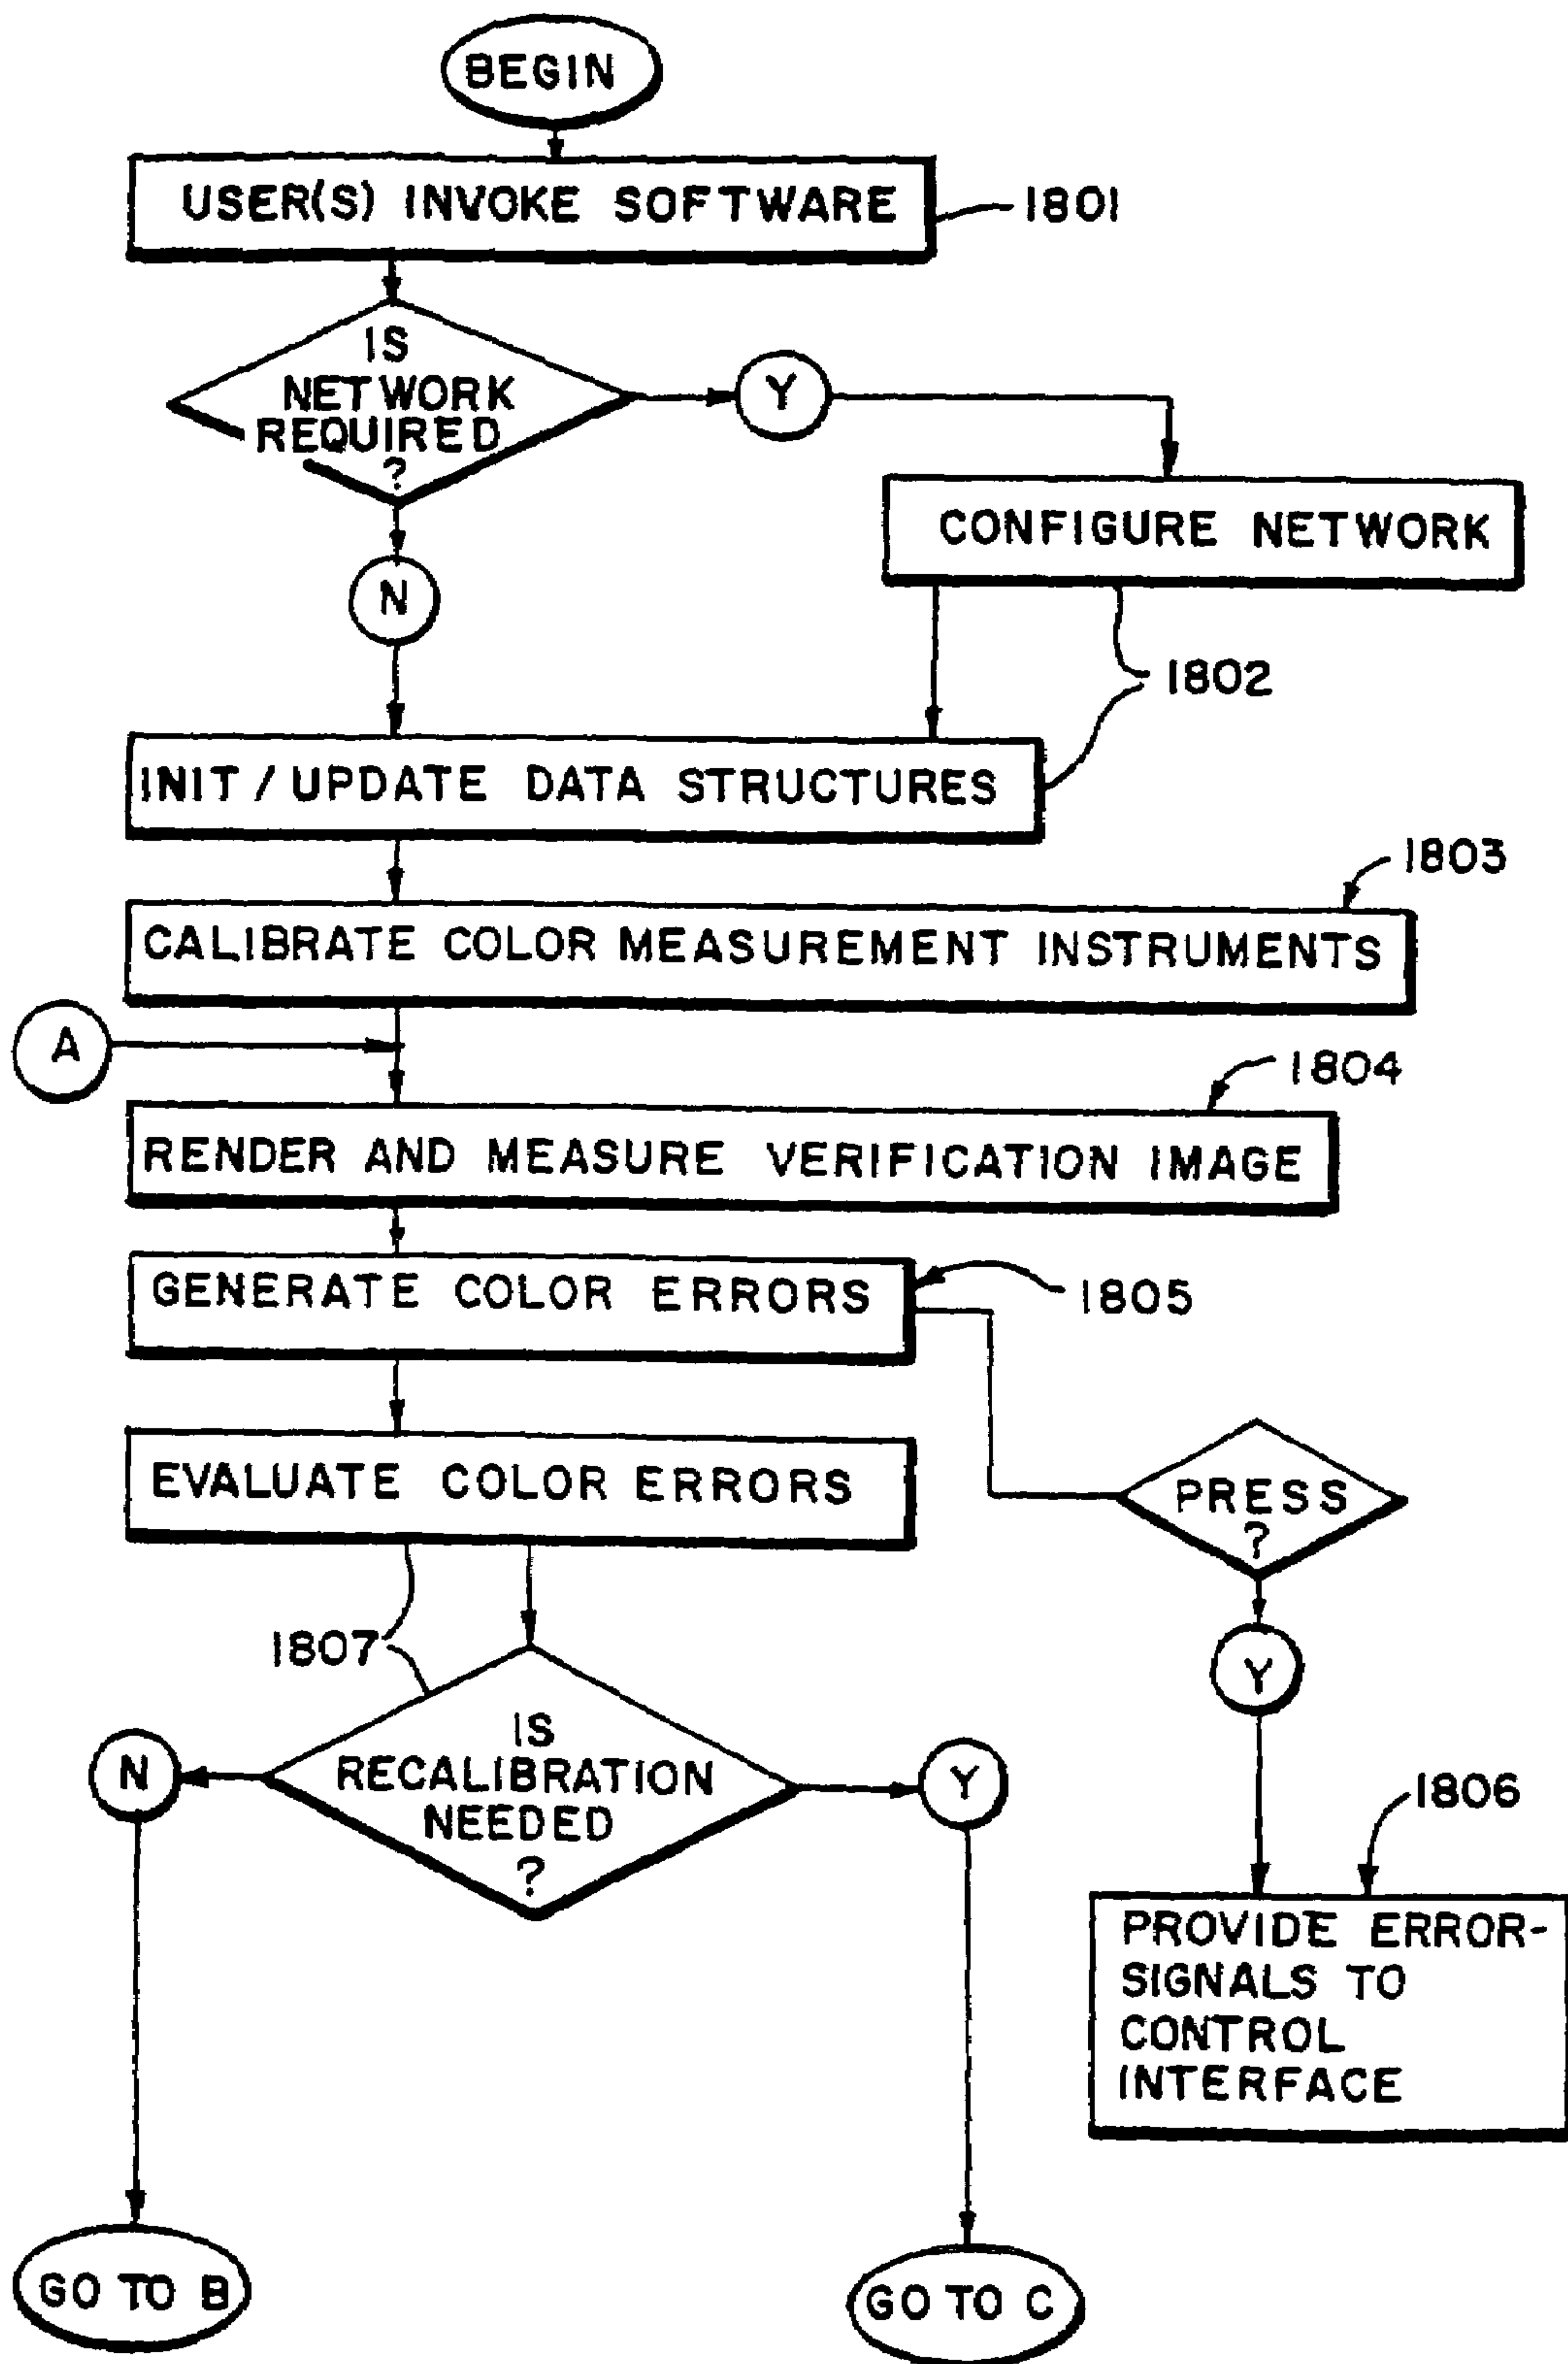 BEGIN
USER(S) INVOKE SOFTWARE
1801
IS
NETWORK
REQUIRED
?
Y
CONFIGURE NETWORK
N
1802
INIT / UPDATE DATA STRUCTURES
1803
CALIBRATE COLOR MEASUREMENT INSTRUMENTS
A
1804
RENDER AND MEASURE VERIFICATION IMAGE
GENERATE COLOR ERRORS
1805
EVALUATE COLOR ERRORS
PRESS
?
1807
Y
IS
RECALIBRATION
NEEDED
?
N
Y
1806
PROVIDE ERROR-
SIGNALS TO
CONTROL
INTERFACE
GO TO B
GO TO C